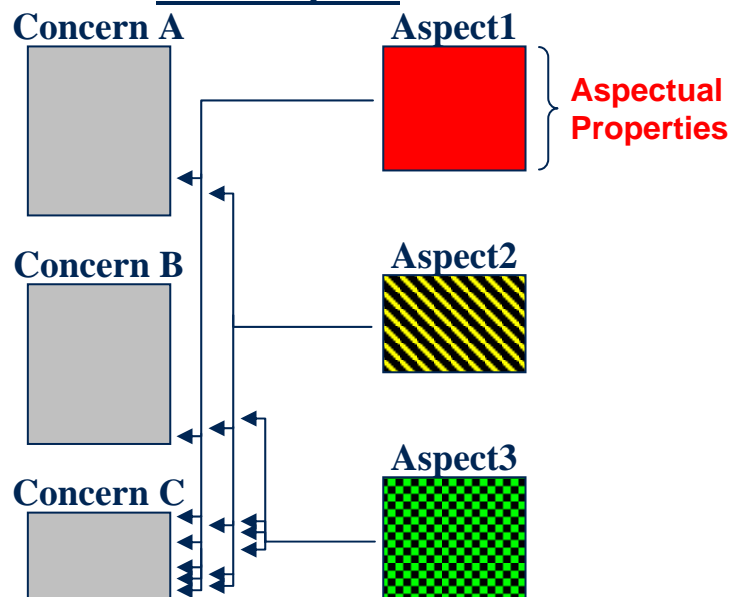 Concern A
Aspect1
Aspectual
Properties
Concern B
Aspect2
Concern C
Aspect3